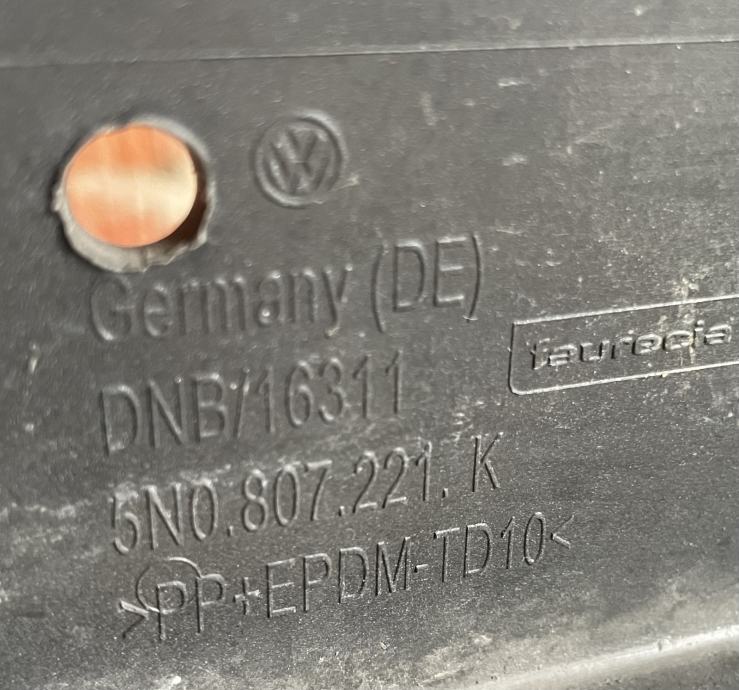 Germany (DE)
faurecia
DNB/16311
5N0.807.221. K
>PP+EPDM-TD10<